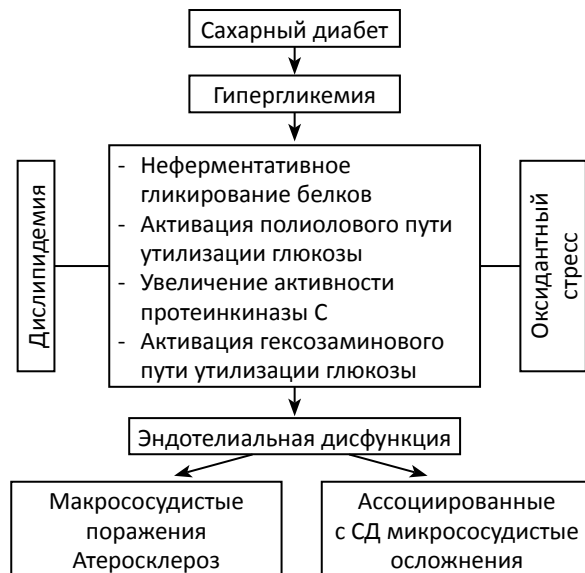 Сахарный диабет
Гипергликемия
Дислипидемия
- Неферментативное
гликирование белков
- Активация полиолового пути
утилизации глюкозы
- Увеличение активности
протеинкиназы С
- Активация гексозаминового
пути утилизации глюкозы
Оксидантный
стресс
Эндотелиальная дисфункция
Макрососудистые
поражения
Атеросклероз
Ассоциированные
с СД микрососудистые
осложнения